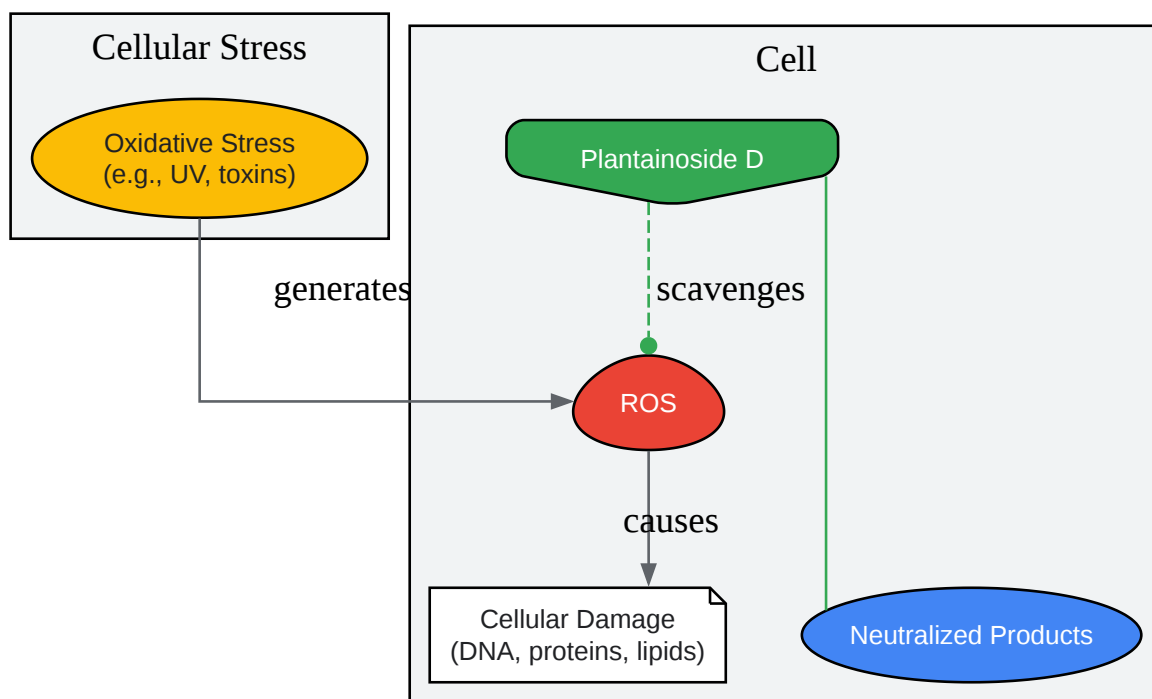 Cellular Stress
Cell
Oxidative Stress
(e.g., UV, toxins)
Plantainoside D
generates
scavenges
ROS
causes
Cellular Damage
(DNA, proteins, lipids)
Neutralized Products